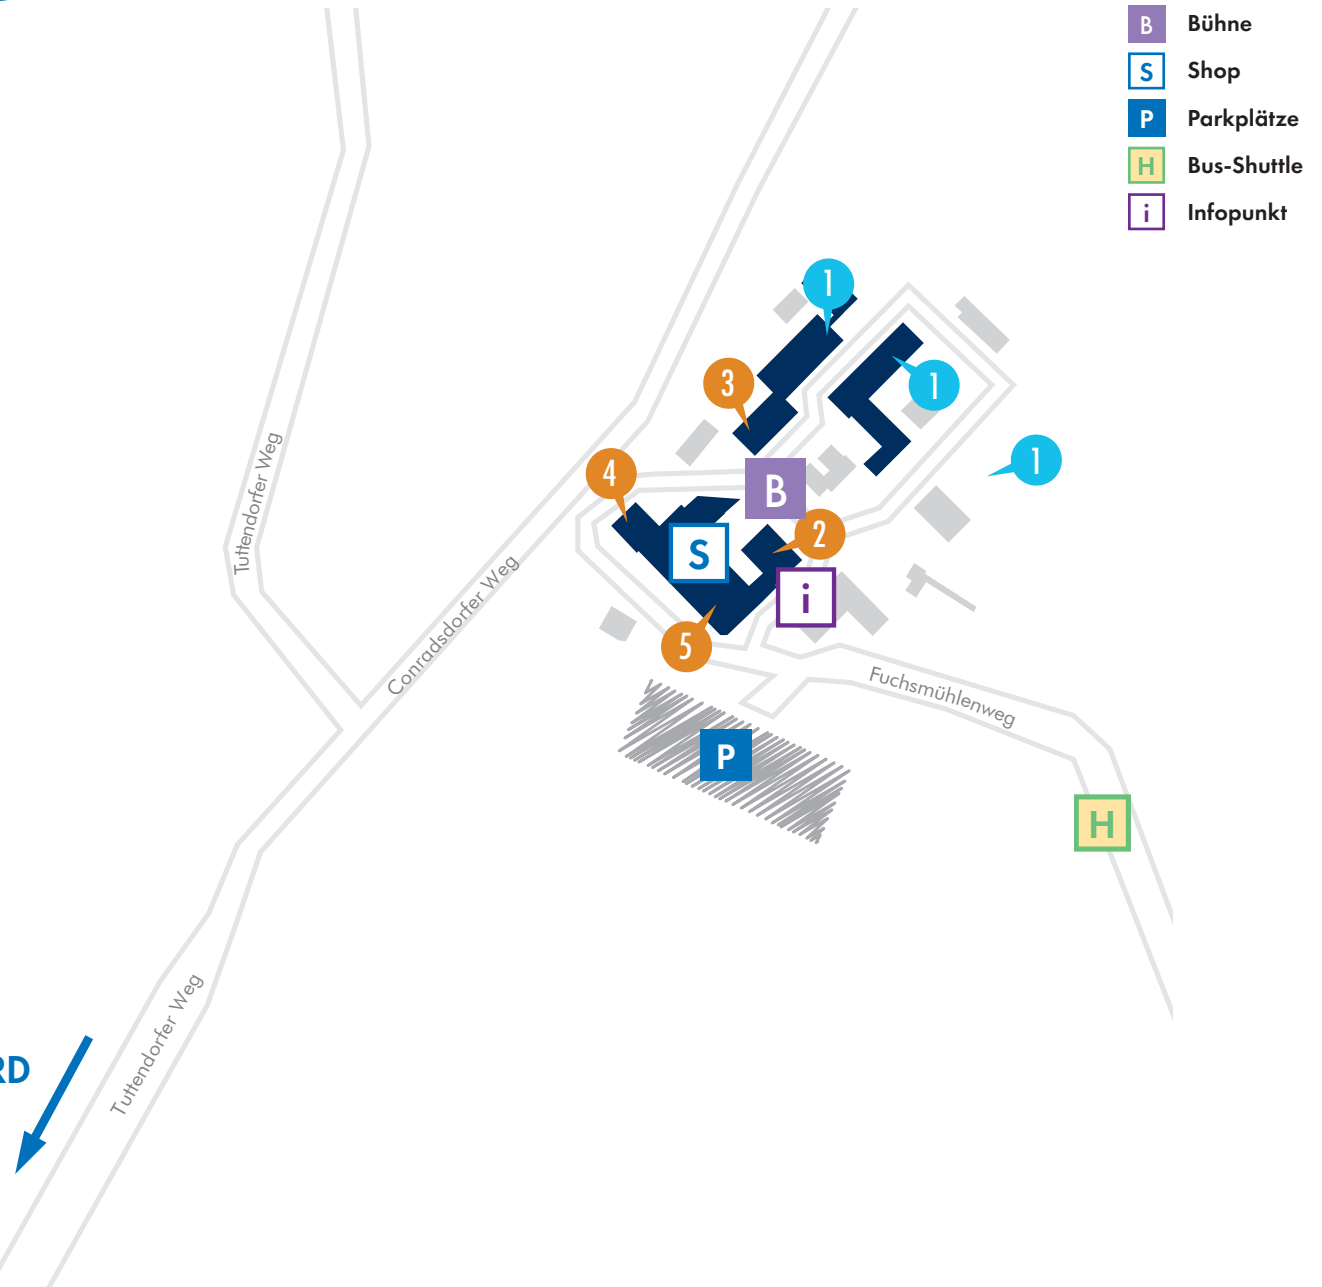 B Bühne
S Shop
P Parkplätze
H Bus-Shuttle
i Infopunkt
1
1
3
1
4
B
S
2
i
5
P
H
Tuttendorfer Weg
Conradsdorfer Weg
Fuchsmühlenweg
Tuttendorfer Weg
RD